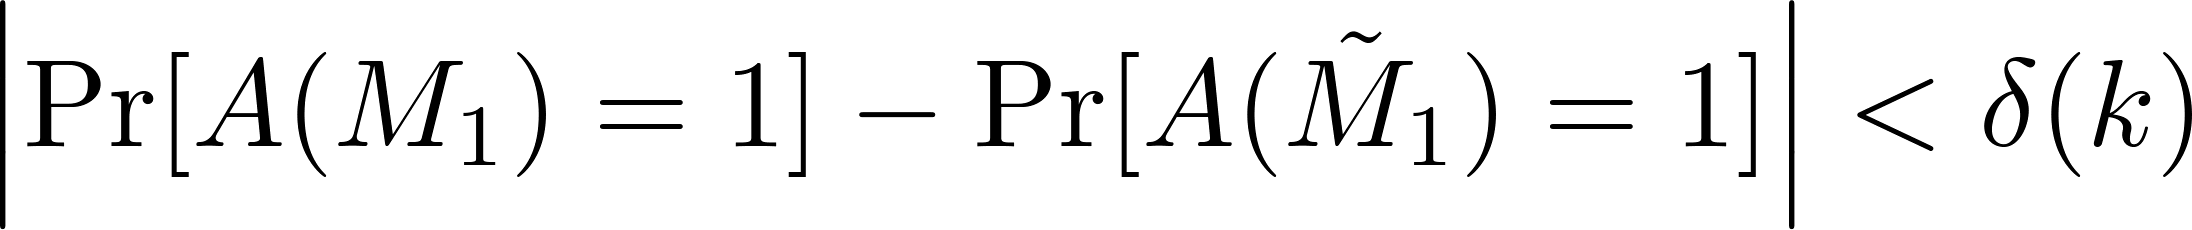 |Pr[A(M₁) = 1] − Pr[A(M̃₁) = 1]| < δ(k)